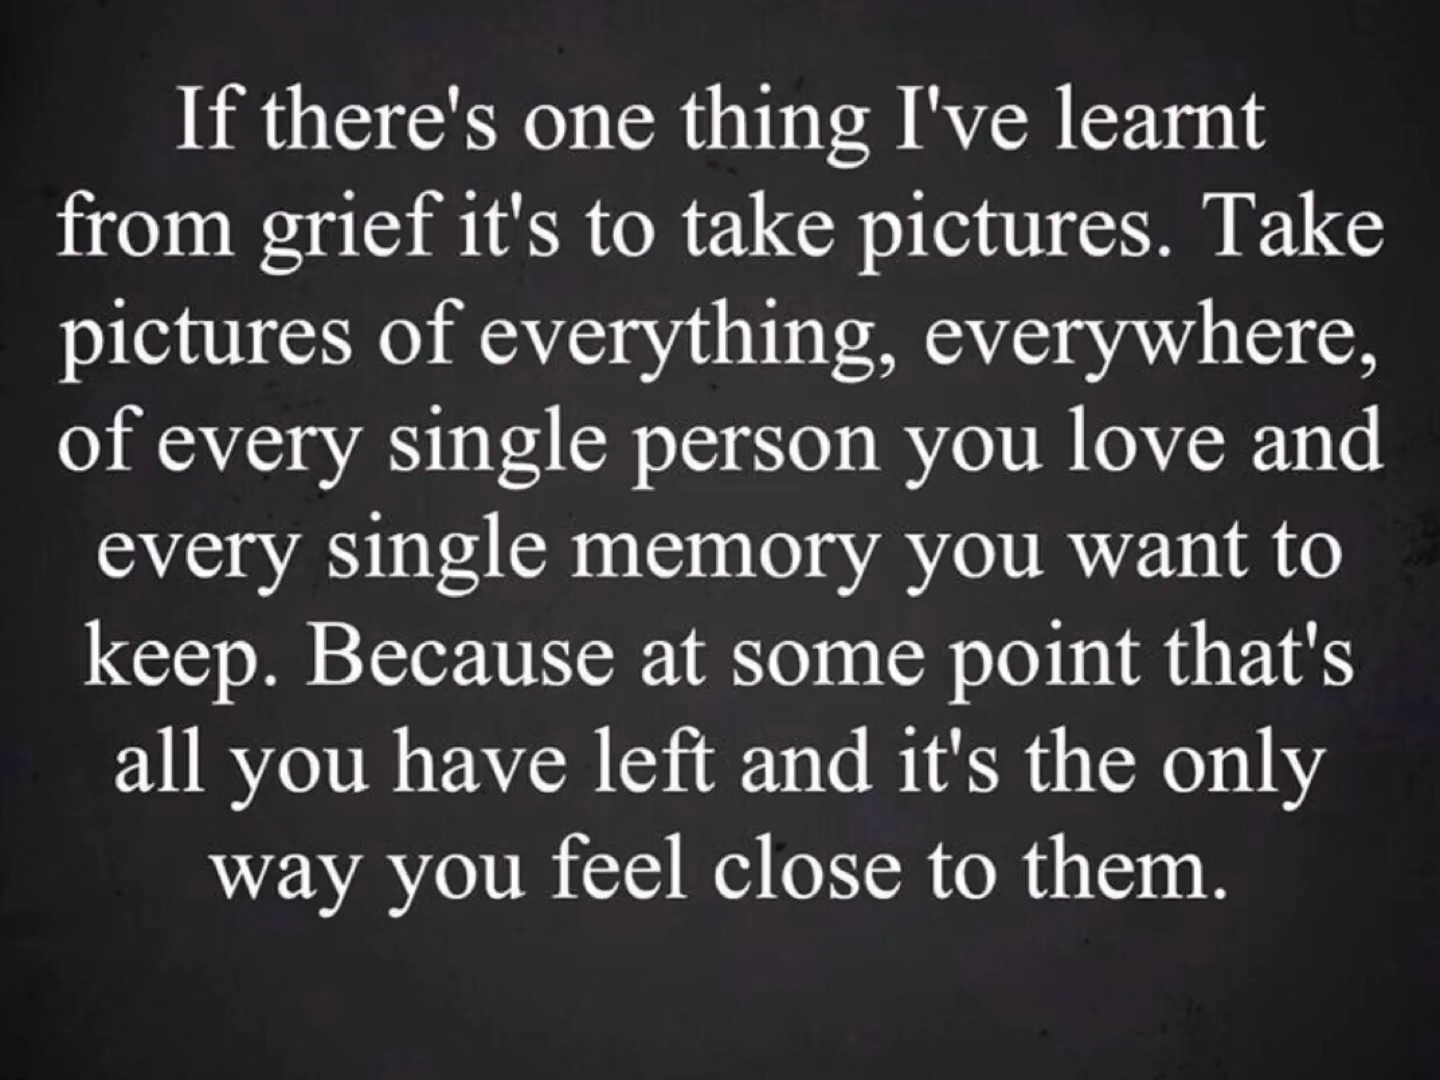 If there's one thing I've learnt
from grief it's to take pictures. Take
pictures of everything, everywhere,
of every single person you love and
every single memory you want to
keep. Because at some point that's
all you have left and it's the only
way you feel close to them.